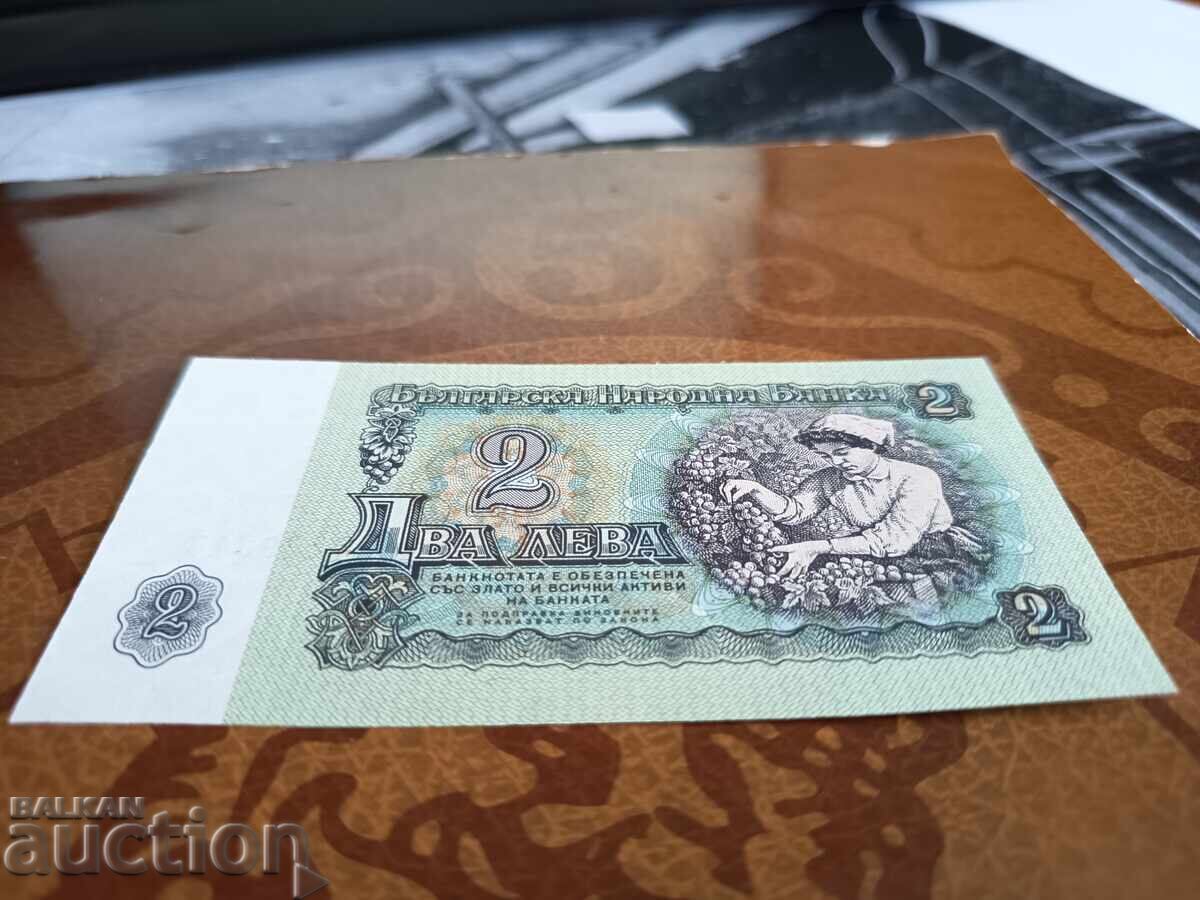 Българска Народна Банка 2
2
Два лева
БАНКНОТАТА Е ОБЕЗПЕЧЕНА
СЪС ЗЛАТО И ВСИЧКИ АКТИВИ
НА БАНКАТА
ЗА ПОДПРАВКА ВИНОВНИТЕ
СЕ НАКАЗВАТ ПО ЗАКОНА
2
2
BALKAN
auction